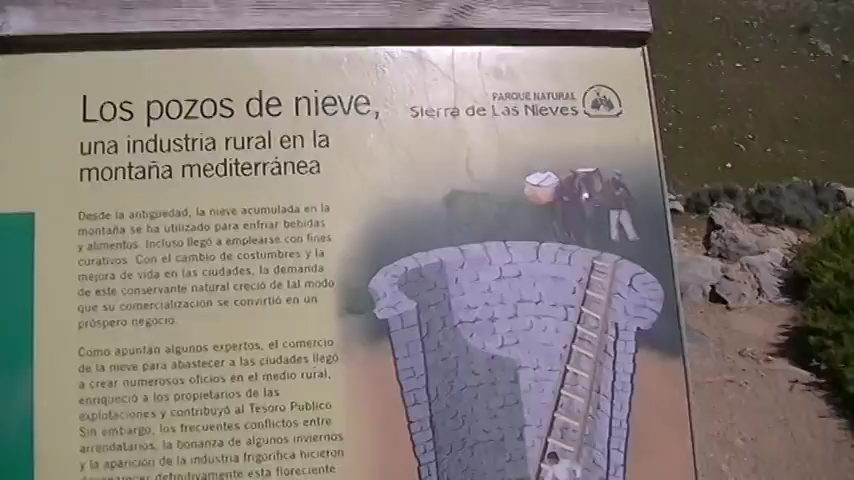 Los pozos de nieve,
una industria rural en la
montaña mediterránea
PARQUE NATURAL
Sierra de Las Nieves
Desde la antigüedad, la nieve acumulada en la
montaña se ha utilizado para enfriar bebidas
y alimentos. Incluso llegó a emplearse con fines
curativos. Con el cambio de costumbres y la
mejora de vida en las ciudades, la demanda
de este conservante natural creció de tal modo
que su comercialización se convirtió en un
próspero negocio.
Como apuntan algunos expertos, el comercio
de la nieve para abastecer a las ciudades llegó
a crear numerosos oficios en el medio rural,
enriqueció a los propietarios de las
explotaciones y contribuyó al Tesoro Público
Sin embargo, los frecuentes conflictos entre
arrendatarios, la bonanza de algunos inviernos
y la aparición de la industria frigorífica hicieron
desaparecer definitivamente esta floreciente